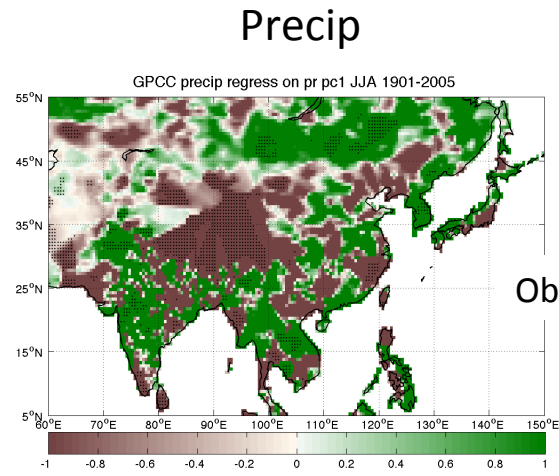 Precip
GPCC precip regress on pr pc1 JJA 1901-2005
55°N
45°N
35°N
25°N
Ob
15°N
5°N
60°E 70°E 80°E 90°E 100°E 110°E 120°E 130°E 140°E 150°E
-1 -0.8 -0.6 -0.4 -0.2 0 0.2 0.4 0.6 0.8 1